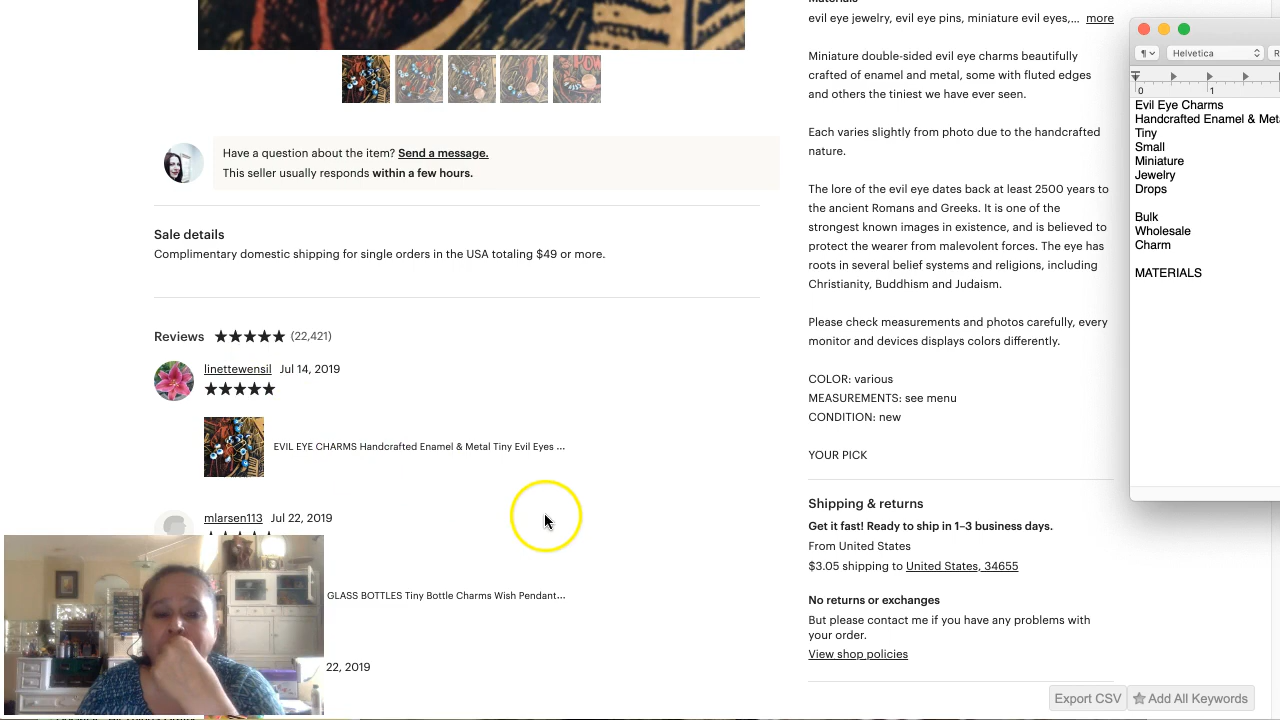 Have a question about the item? Send a message.
This seller usually responds within a few hours.
Sale details
Complimentary domestic shipping for single orders in the USA totaling $49 or more.
Reviews ★★★★★ (22,421)
linettewensil Jul 14, 2019
★★★★★
EVIL EYE CHARMS Handcrafted Enamel & Metal Tiny Evil Eyes ...
mlarsen113 Jul 22, 2019
GLASS BOTTLES Tiny Bottle Charms Wish Pendant...
22, 2019
evil eye jewelry, evil eye pins, miniature evil eyes,... more
Miniature double-sided evil eye charms beautifully
crafted of enamel and metal, some with fluted edges
and others the tiniest we have ever seen.
Each varies slightly from photo due to the handcrafted
nature.
The lore of the evil eye dates back at least 2500 years to
the ancient Romans and Greeks. It is one of the
strongest known images in existence, and is believed to
protect the wearer from malevolent forces. The eye has
roots in several belief systems and religions, including
Christianity, Buddhism and Judaism.
Please check measurements and photos carefully, every
monitor and devices displays colors differently.
COLOR: various
MEASUREMENTS: see menu
CONDITION: new
YOUR PICK
Shipping & returns
Get it fast! Ready to ship in 1–3 business days.
From United States
$3.05 shipping to United States, 34655
No returns or exchanges
But please contact me if you have any problems with
your order.
View shop policies
Export CSV ★ Add All Keywords
¶ Helvetica R
0 1
Evil Eye Charms
Handcrafted Enamel & Met
Tiny
Small
Miniature
Jewelry
Drops
Bulk
Wholesale
Charm
MATERIALS